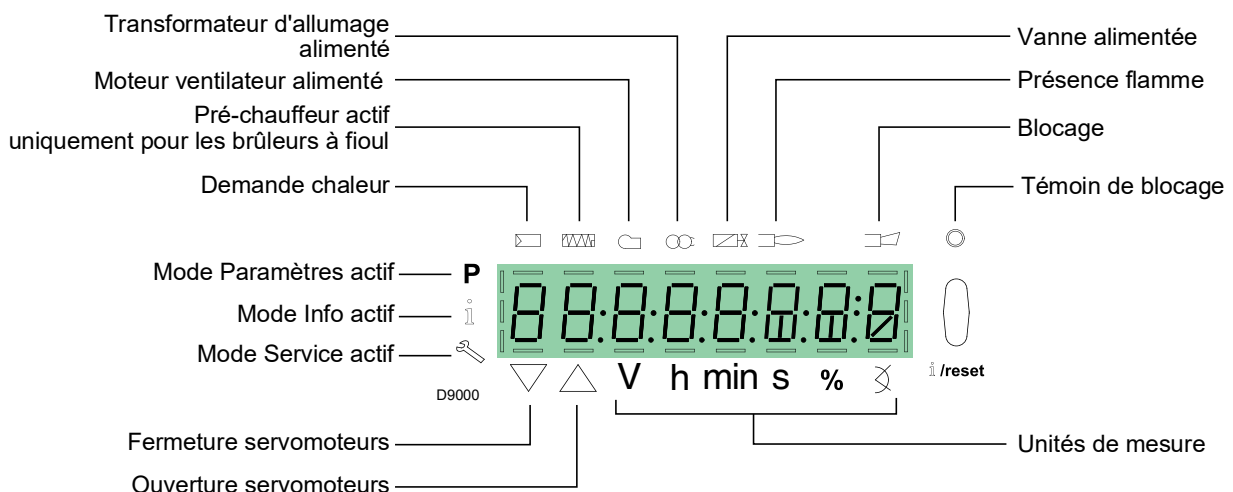 Transformateur d'allumage
alimenté
Moteur ventilateur alimenté
Pré-chauffeur actif
uniquement pour les brûleurs à fioul
Demande chaleur
Vanne alimentée
Présence flamme
Blocage
Témoin de blocage
Mode Paramètres actif
P
Mode Info actif
i
Mode Service actif
D9000
V h min s %
i/reset
Fermeture servomoteurs
Ouverture servomoteurs
Unités de mesure